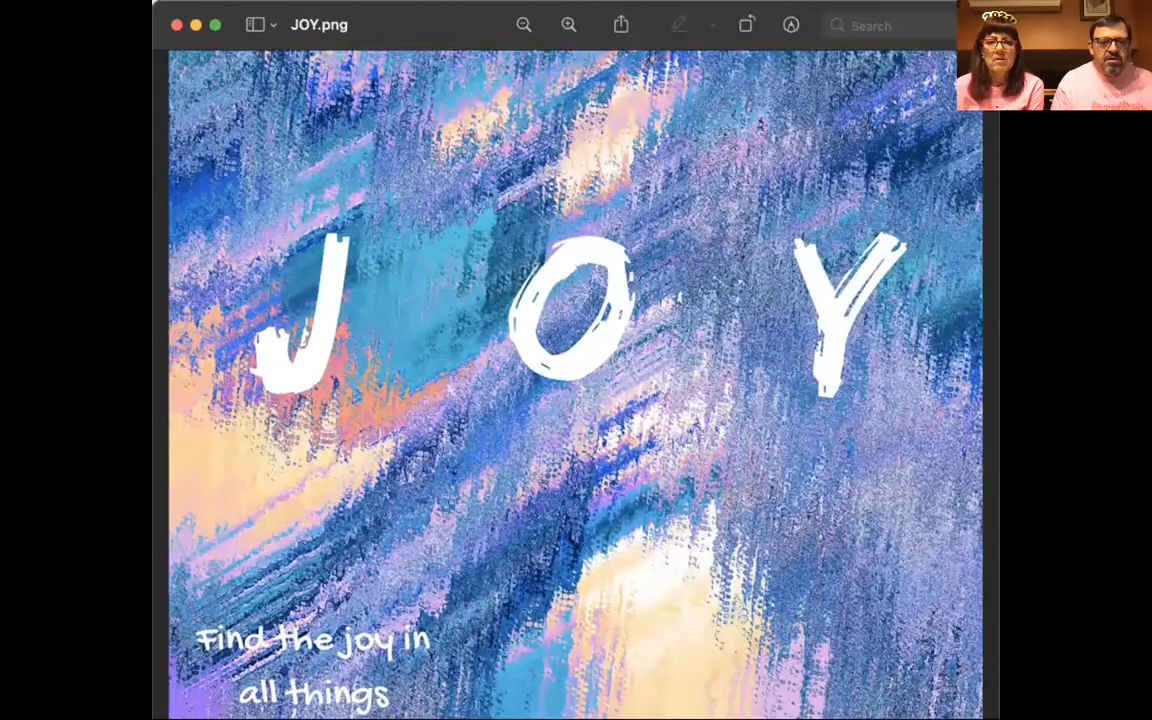 JOY.png
Search
J O Y
Find the joy in
all things